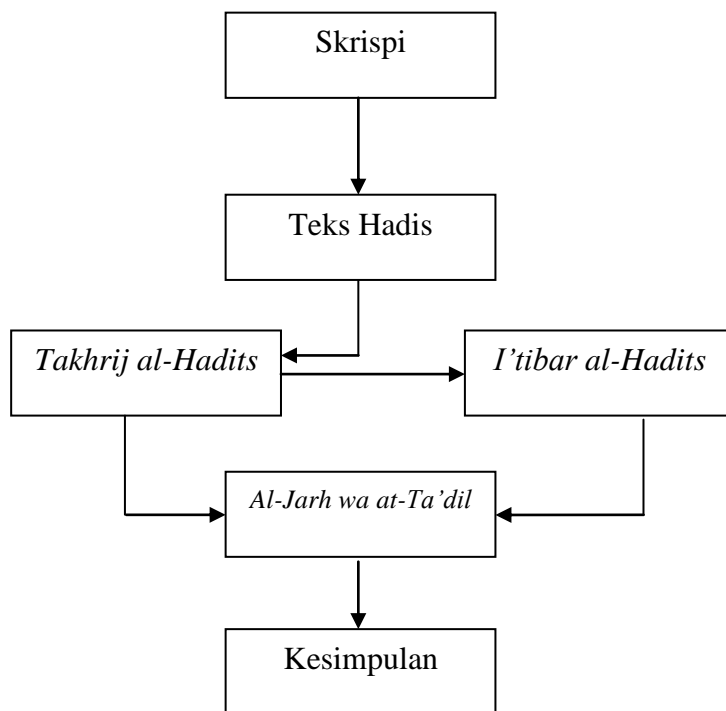 Skrispi
Teks Hadis
Takhrij al-Hadits
I’tibar al-Hadits
Al-Jarh wa at-Ta’dil
Kesimpulan